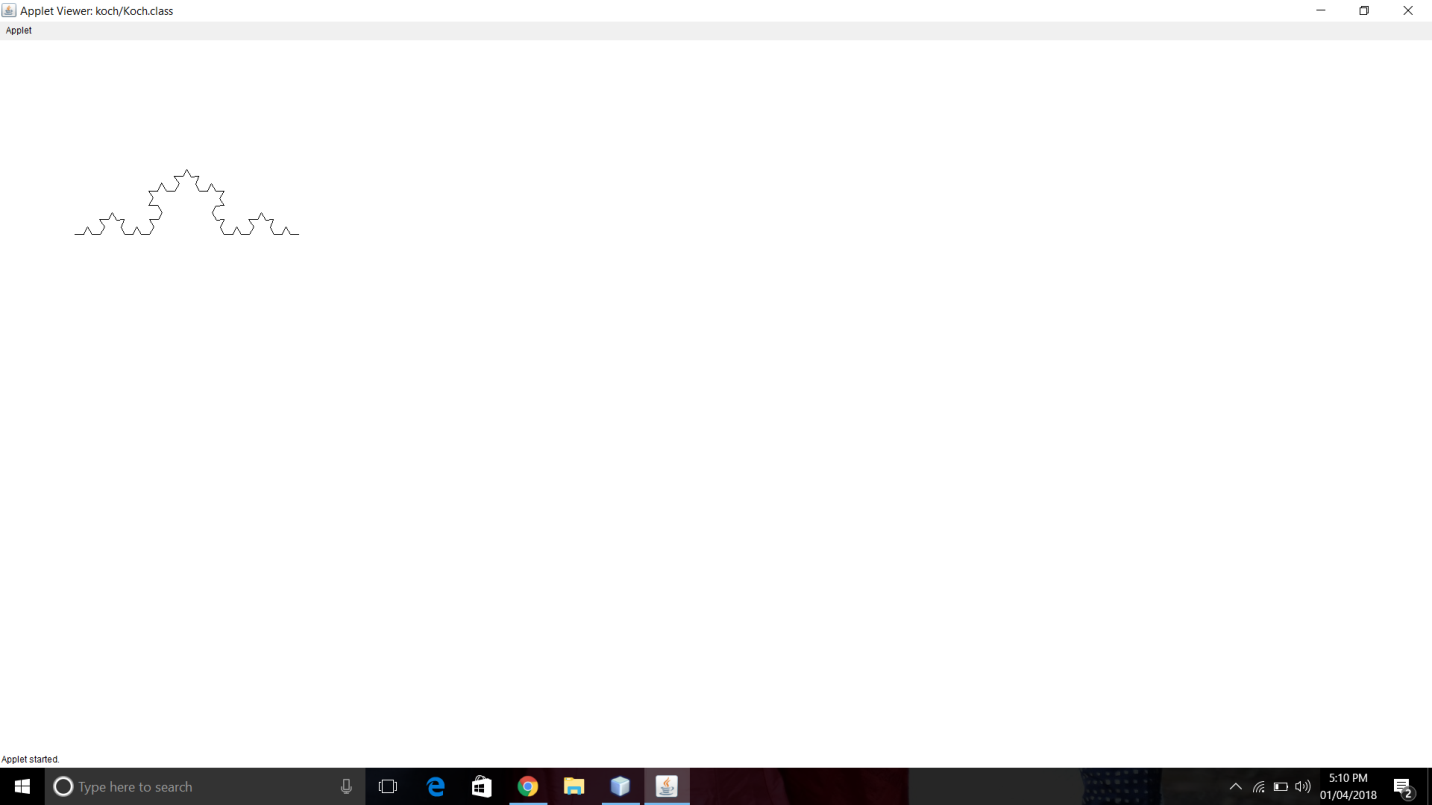 Applet Viewer: koch/Koch.class
Applet
Applet started.
Type here to search
5:10 PM
01/04/2018
2